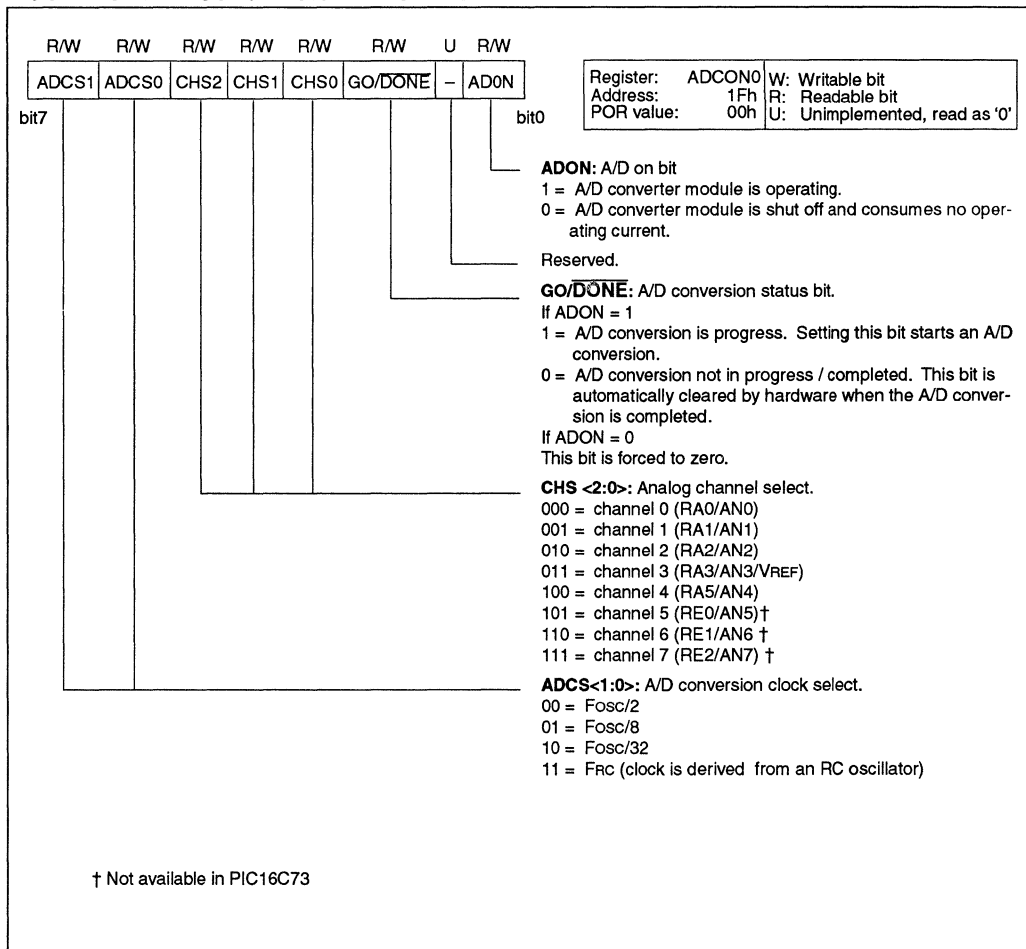 R/W R/W R/W R/W R/W R/W U R/W
ADCS1 ADCS0 CHS2 CHS1 CHS0 GO/DONE – AD0N
bit7 bit0
Register: ADCON0 W: Writable bit
Address: 1Fh R: Readable bit
POR value: 00h U: Unimplemented, read as '0'
ADON: A/D on bit
1 = A/D converter module is operating.
0 = A/D converter module is shut off and consumes no oper-
ating current.
Reserved.
GO/DONE: A/D conversion status bit.
If ADON = 1
1 = A/D conversion is progress. Setting this bit starts an A/D
conversion.
0 = A/D conversion not in progress / completed. This bit is
automatically cleared by hardware when the A/D conver-
sion is completed.
If ADON = 0
This bit is forced to zero.
CHS <2:0>: Analog channel select.
000 = channel 0 (RA0/AN0)
001 = channel 1 (RA1/AN1)
010 = channel 2 (RA2/AN2)
011 = channel 3 (RA3/AN3/VREF)
100 = channel 4 (RA5/AN4)
101 = channel 5 (RE0/AN5)†
110 = channel 6 (RE1/AN6 †
111 = channel 7 (RE2/AN7) †
ADCS<1:0>: A/D conversion clock select.
00 = Fosc/2
01 = Fosc/8
10 = Fosc/32
11 = FRC (clock is derived from an RC oscillator)
† Not available in PIC16C73